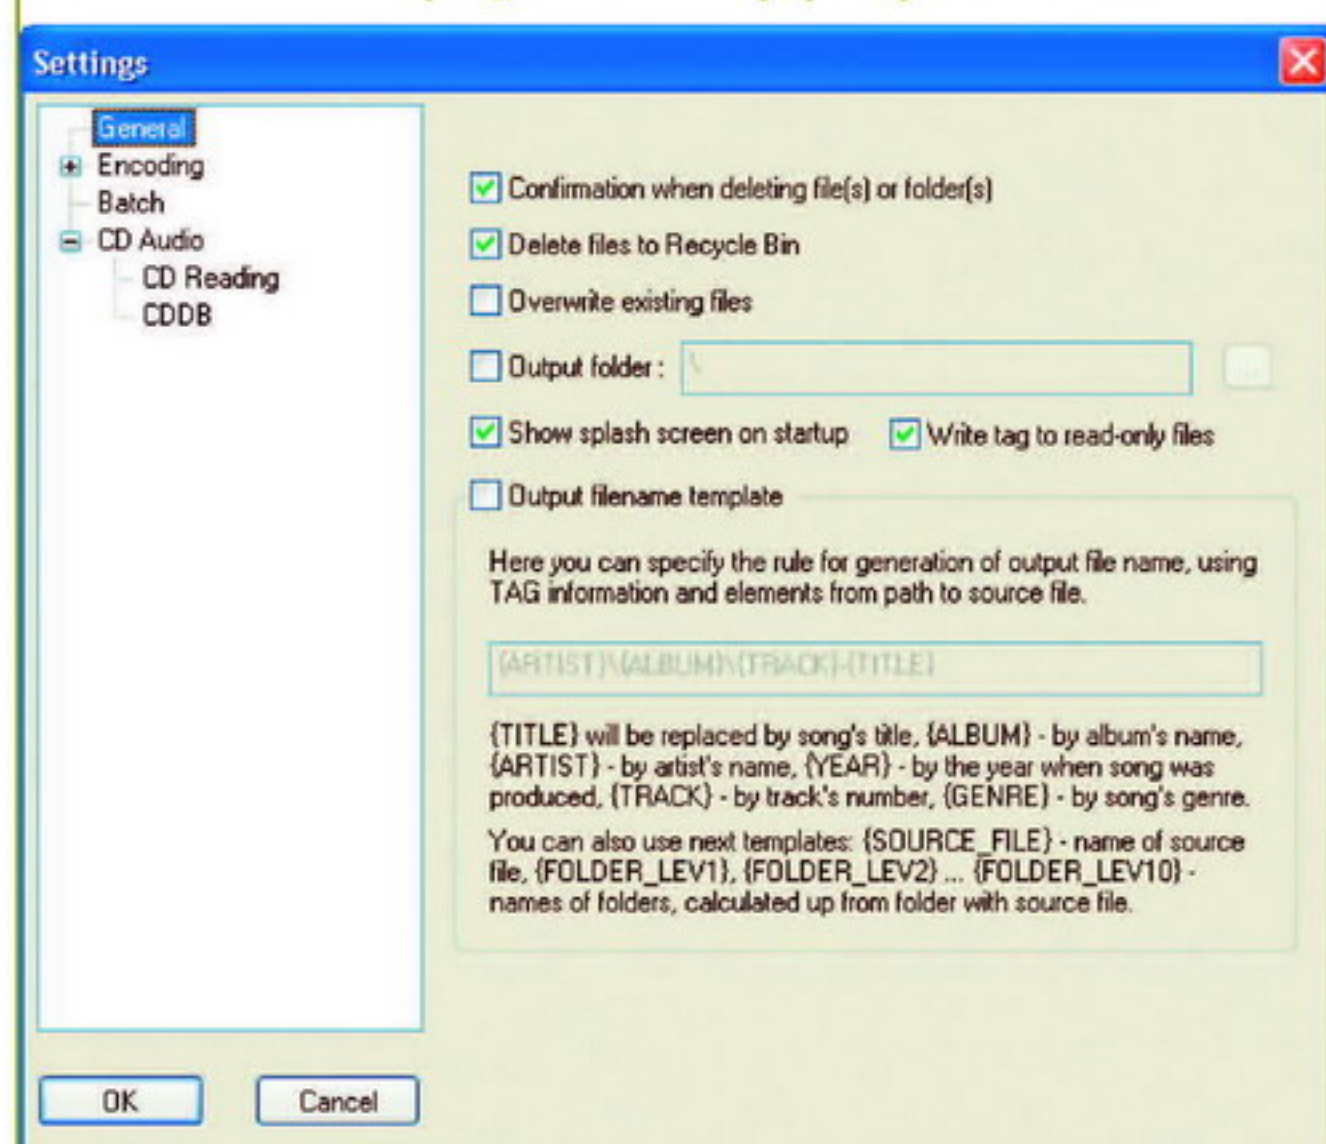 Settings
General
Encoding
Batch
CD Audio
CD Reading
CDDB
Confirmation when deleting file(s) or folder(s)
Delete files to Recycle Bin
Overwrite existing files
Output folder : \
Show splash screen on startup Write tag to read-only files
Output filename template
Here you can specify the rule for generation of output file name, using
TAG information and elements from path to source file.
{ARTIST}\{ALBUM}\{TRACK}-{TITLE}
{TITLE} will be replaced by song's title, {ALBUM} - by album's name,
{ARTIST} - by artist's name, {YEAR} - by the year when song was
produced, {TRACK} - by track's number, {GENRE} - by song's genre.
You can also use next templates: {SOURCE_FILE} - name of source
file, {FOLDER_LEV1}, {FOLDER_LEV2} ... {FOLDER_LEV10} -
names of folders, calculated up from folder with source file.
OK Cancel